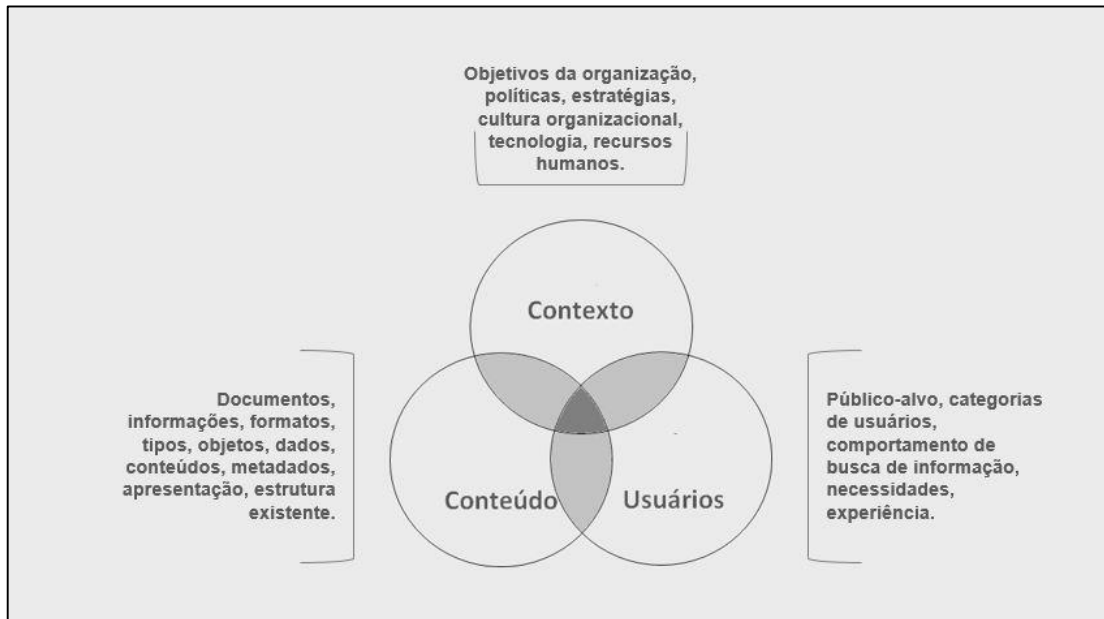 Objetivos da organização,
políticas, estratégias,
cultura organizacional,
tecnologia, recursos
humanos.
Contexto
Documentos,
informações, formatos,
tipos, objetos, dados,
conteúdos, metadados,
apresentação, estrutura
existente.
Conteúdo
Usuários
Público-alvo, categorias
de usuários,
comportamento de
busca de informação,
necessidades,
experiência.